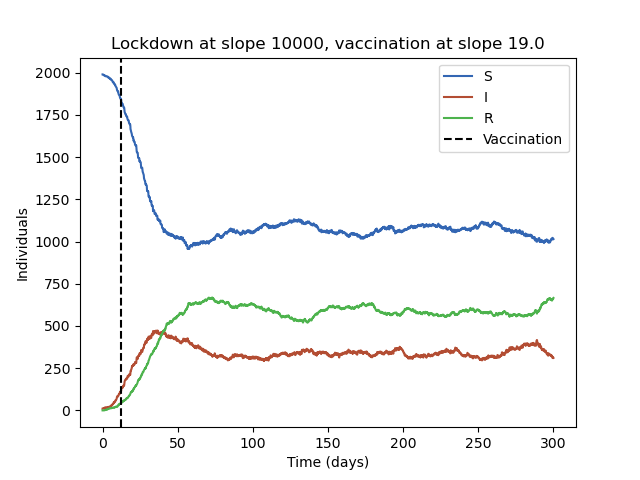 Lockdown at slope 10000, vaccination at slope 19.0
S
I
R
Vaccination
Individuals
2000
1750
1500
1250
1000
750
500
250
0
0 50 100 150 200 250 300
Time (days)